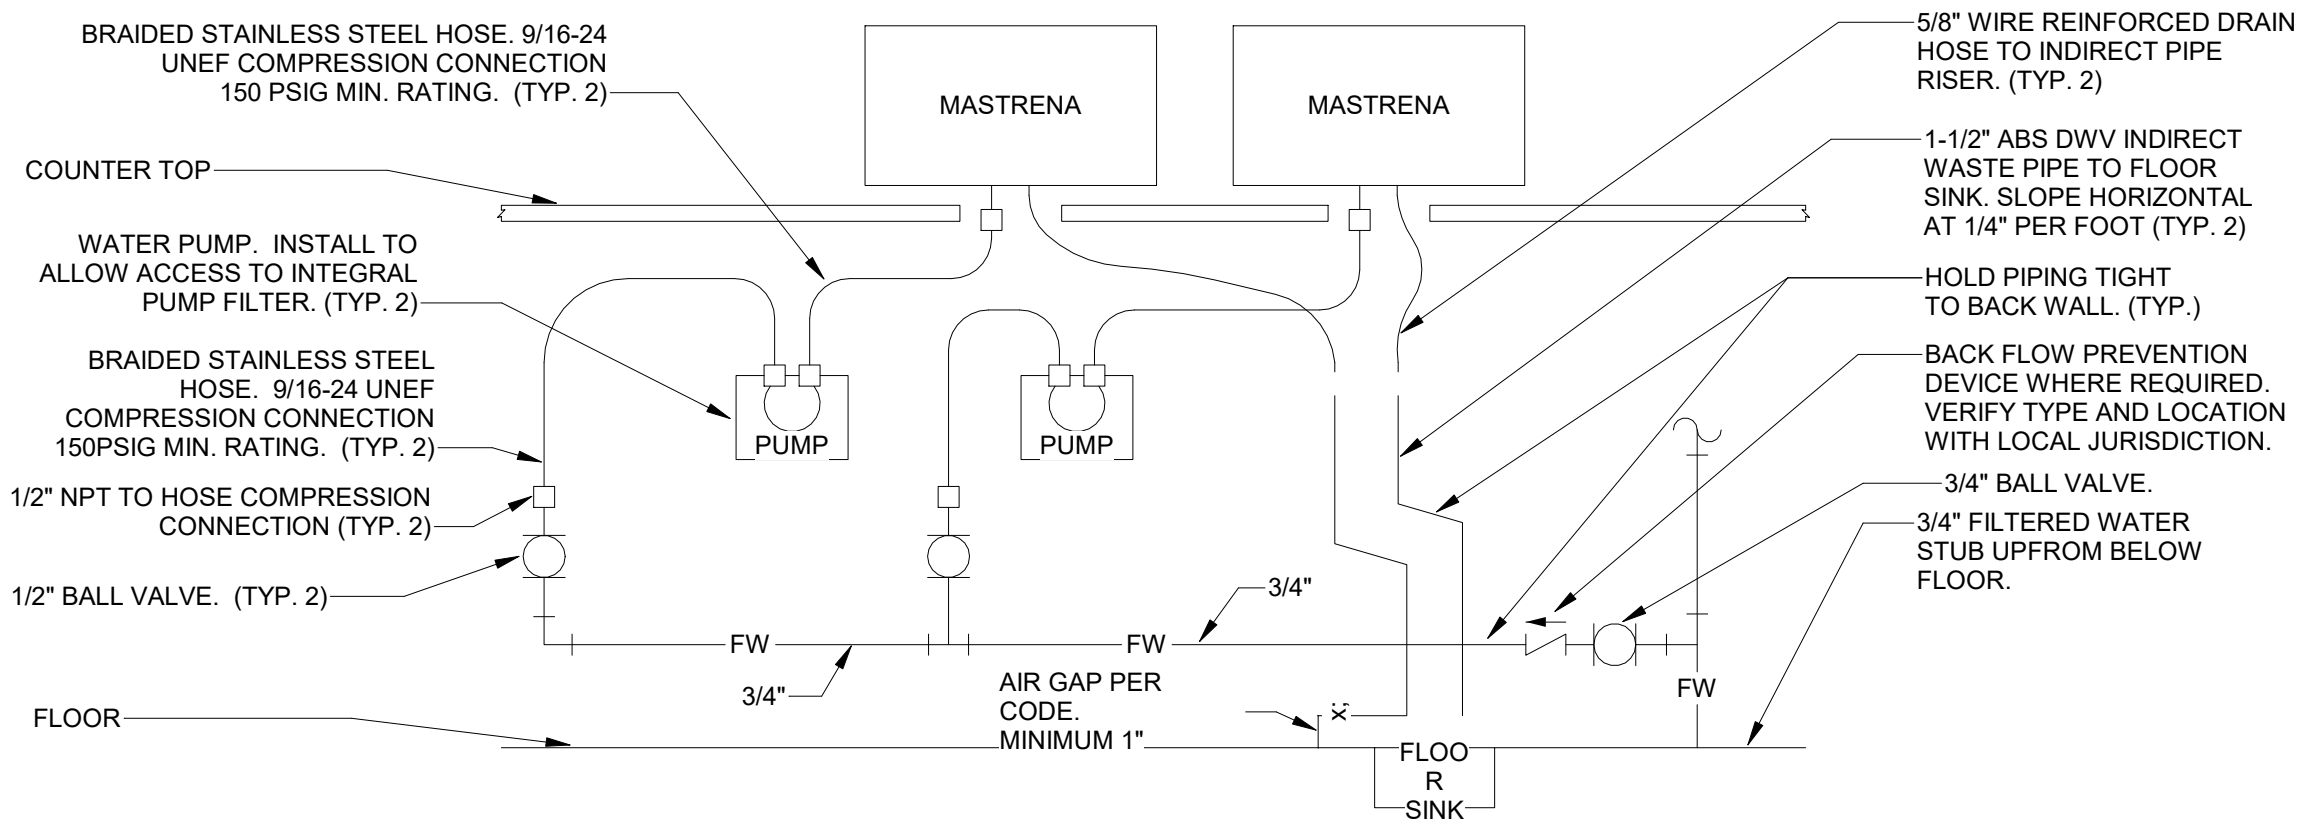 BRAIDED STAINLESS STEEL HOSE. 9/16-24
UNEF COMPRESSION CONNECTION
150 PSIG MIN. RATING. (TYP. 2)
COUNTER TOP
WATER PUMP. INSTALL TO
ALLOW ACCESS TO INTEGRAL
PUMP FILTER. (TYP. 2)
BRAIDED STAINLESS STEEL
HOSE. 9/16-24 UNEF
COMPRESSION CONNECTION
150PSIG MIN. RATING. (TYP. 2)
1/2" NPT TO HOSE COMPRESSION
CONNECTION (TYP. 2)
1/2" BALL VALVE. (TYP. 2)
FLOOR
MASTRENA
MASTRENA
PUMP
PUMP
FW
FW
3/4"
3/4"
AIR GAP PER
CODE.
MINIMUM 1"
FLOO
R
SINK
FW
5/8" WIRE REINFORCED DRAIN
HOSE TO INDIRECT PIPE
RISER. (TYP. 2)
1-1/2" ABS DWV INDIRECT
WASTE PIPE TO FLOOR
SINK. SLOPE HORIZONTAL
AT 1/4" PER FOOT (TYP. 2)
HOLD PIPING TIGHT
TO BACK WALL. (TYP.)
BACK FLOW PREVENTION
DEVICE WHERE REQUIRED.
VERIFY TYPE AND LOCATION
WITH LOCAL JURISDICTION.
3/4" BALL VALVE.
3/4" FILTERED WATER
STUB UPFROM BELOW
FLOOR.